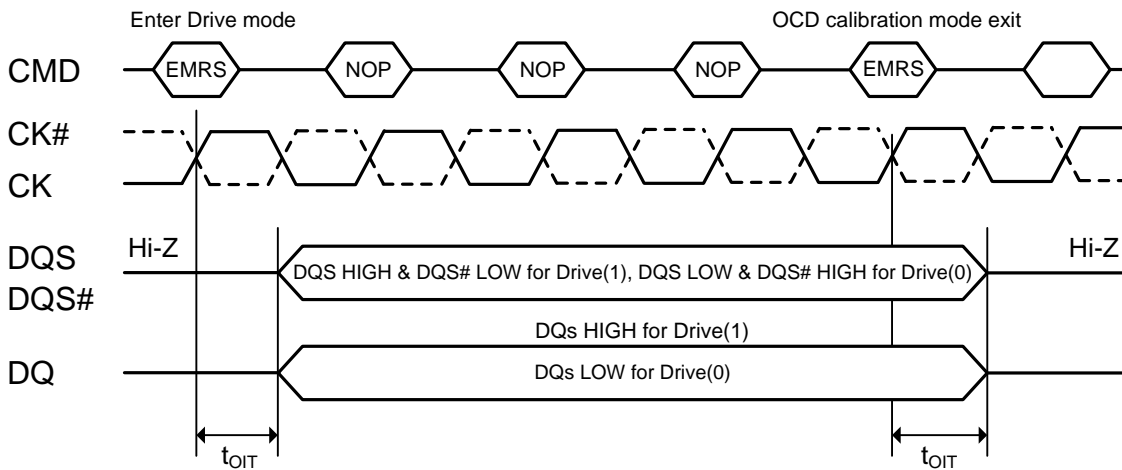 Enter Drive mode OCD calibration mode exit
CMD EMRS NOP NOP NOP EMRS
CK#
CK
Hi-Z Hi-Z
DQS DQS HIGH & DQS# LOW for Drive(1), DQS LOW & DQS# HIGH for Drive(0)
DQS#
DQs HIGH for Drive(1)
DQ DQs LOW for Drive(0)
tOIT tOIT